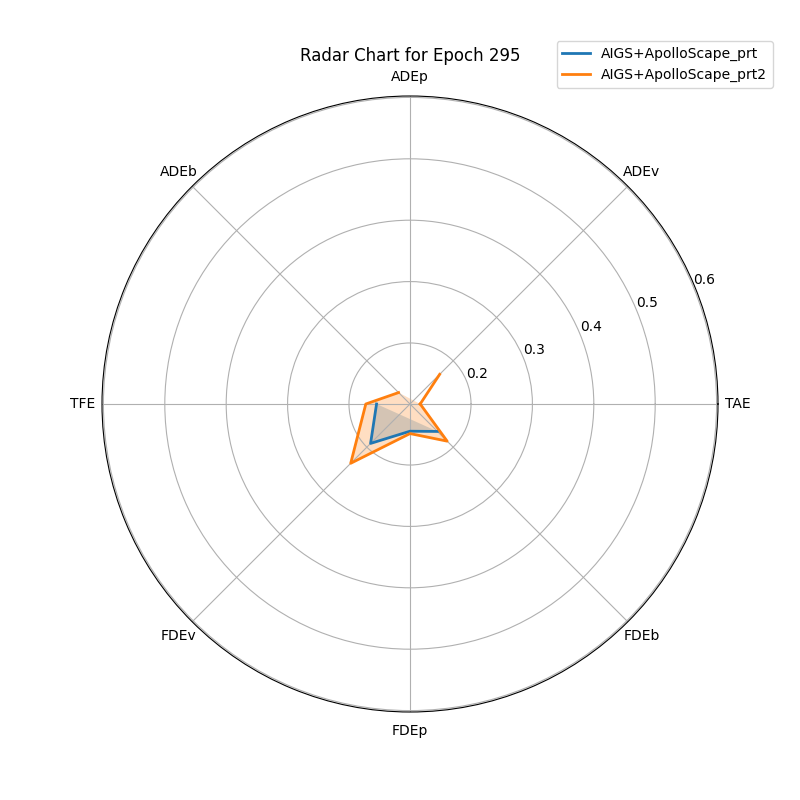 Radar Chart for Epoch 295
AIGS+ApolloScape_prt
AIGS+ApolloScape_prt2
ADEp
ADEb
ADEv
0.6
0.5
0.4
0.3
0.2
TFE
TAE
FDEv
FDEb
FDEp